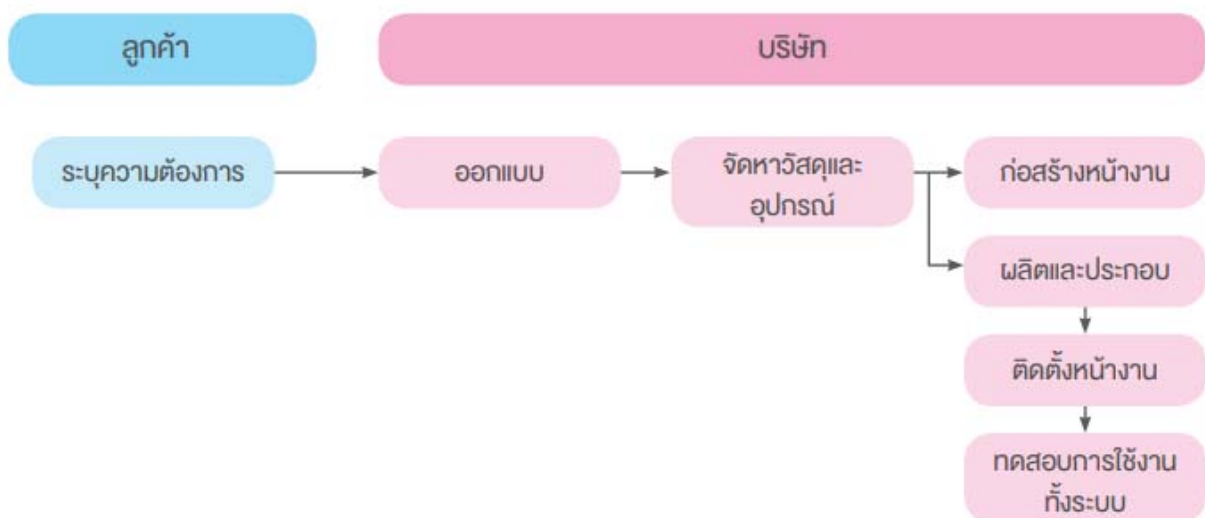 ลูกค้า
บริษัท
ระบุความต้องการ
ออกแบบ
จัดหาวัสดุและ
อุปกรณ์
ก่อสร้างหน้างาน
ผลิตและประกอบ
ติดตั้งหน้างาน
ทดสอบการใช้งาน
ทั้งระบบ